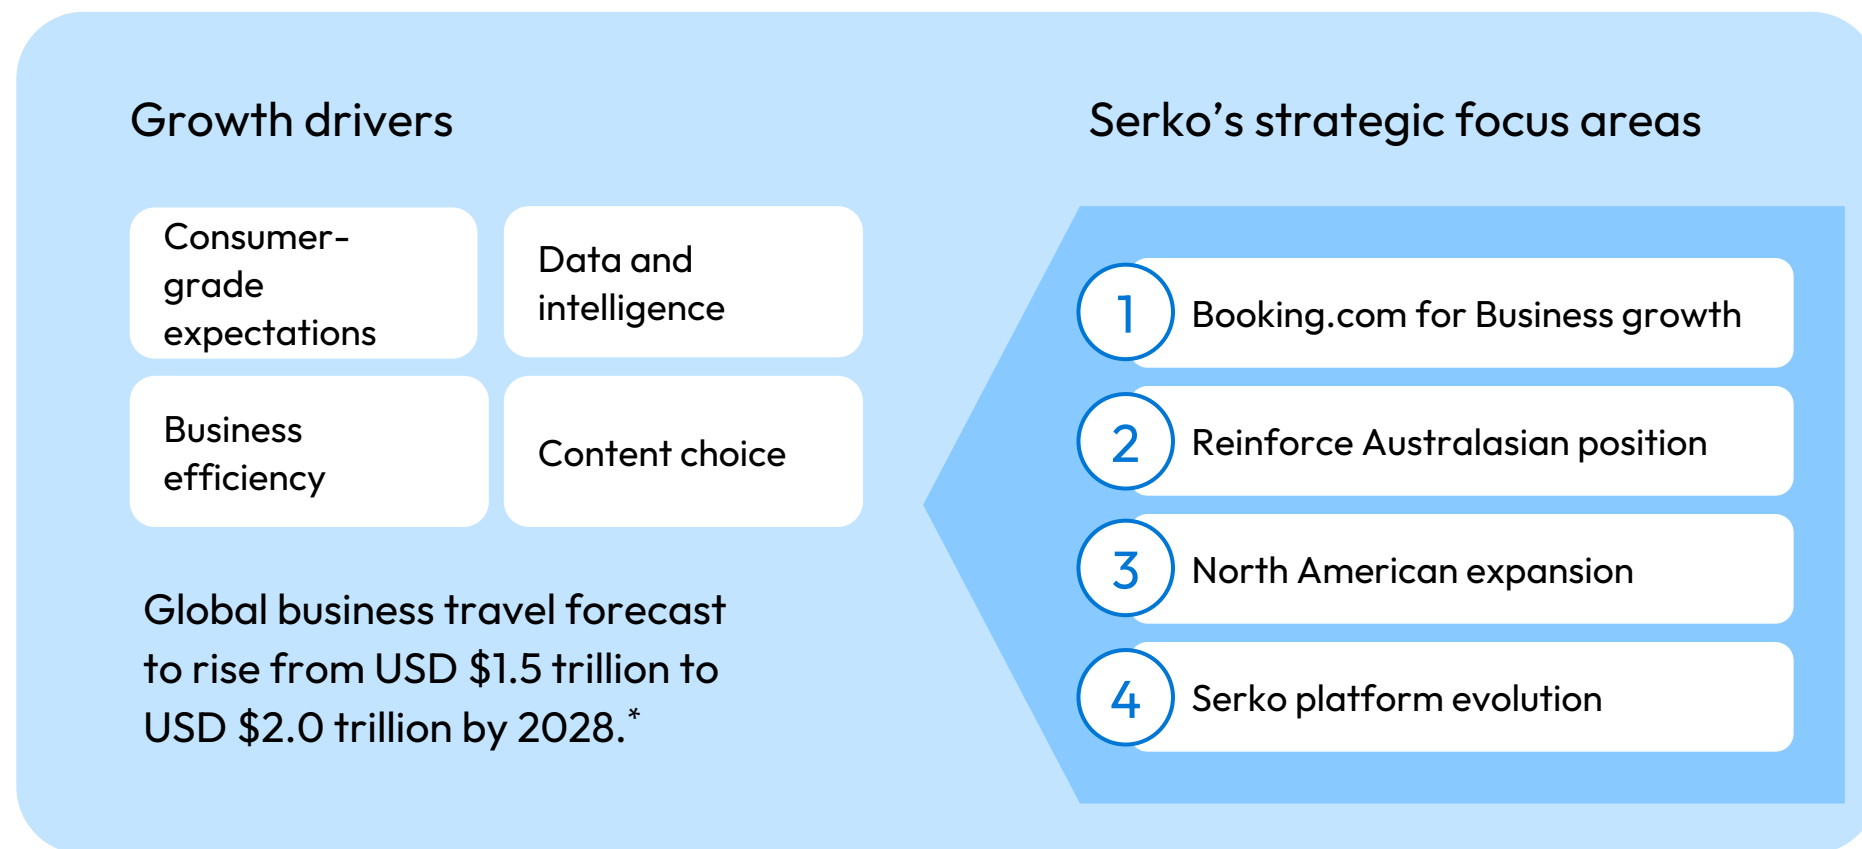 Growth drivers
Consumer-
grade
expectations
Data and
intelligence
Business
efficiency
Content choice
Global business travel forecast
to rise from USD $1.5 trillion to
USD $2.0 trillion by 2028.*
Serko’s strategic focus areas
1 Booking.com for Business growth
2 Reinforce Australasian position
3 North American expansion
4 Serko platform evolution